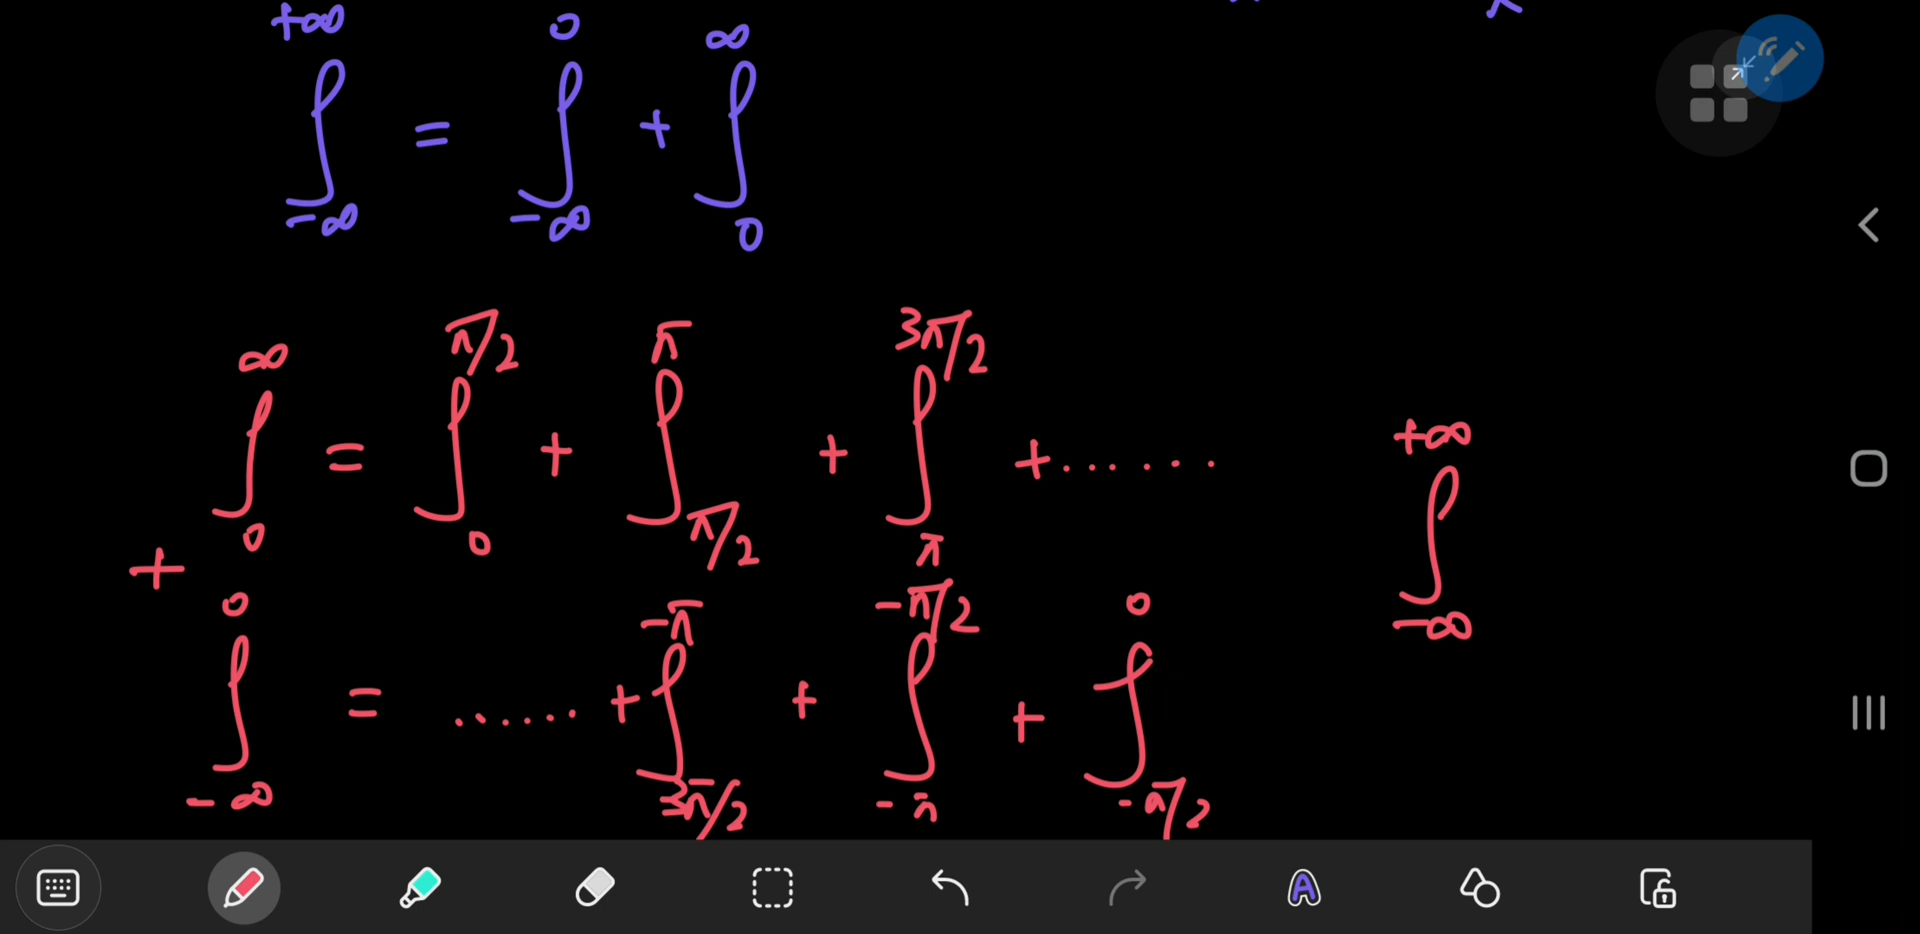 +∞ 0 ∞
∫ = ∫ + ∫
-∞ -∞ 0
∞ π/2 π 3π/2
∫ = ∫ + ∫ + ∫ + ......
0 0 π/2 π
+∞
∫
-∞
+
0 -π -π/2 0
∫ = ...... + ∫ + ∫ + ∫
-∞ -3π/2 -π -π/2
A